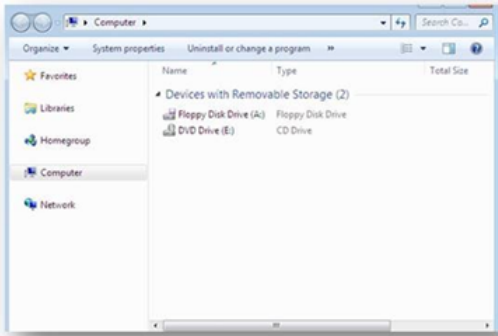 Computer
Search Co...
Organize
System properties
Uninstall or change a program
»
Favorites
Libraries
Homegroup
Computer
Network
Name
Type
Total Size
Devices with Removable Storage (2)
Floppy Disk Drive (A:)
Floppy Disk Drive
DVD Drive (E:)
CD Drive